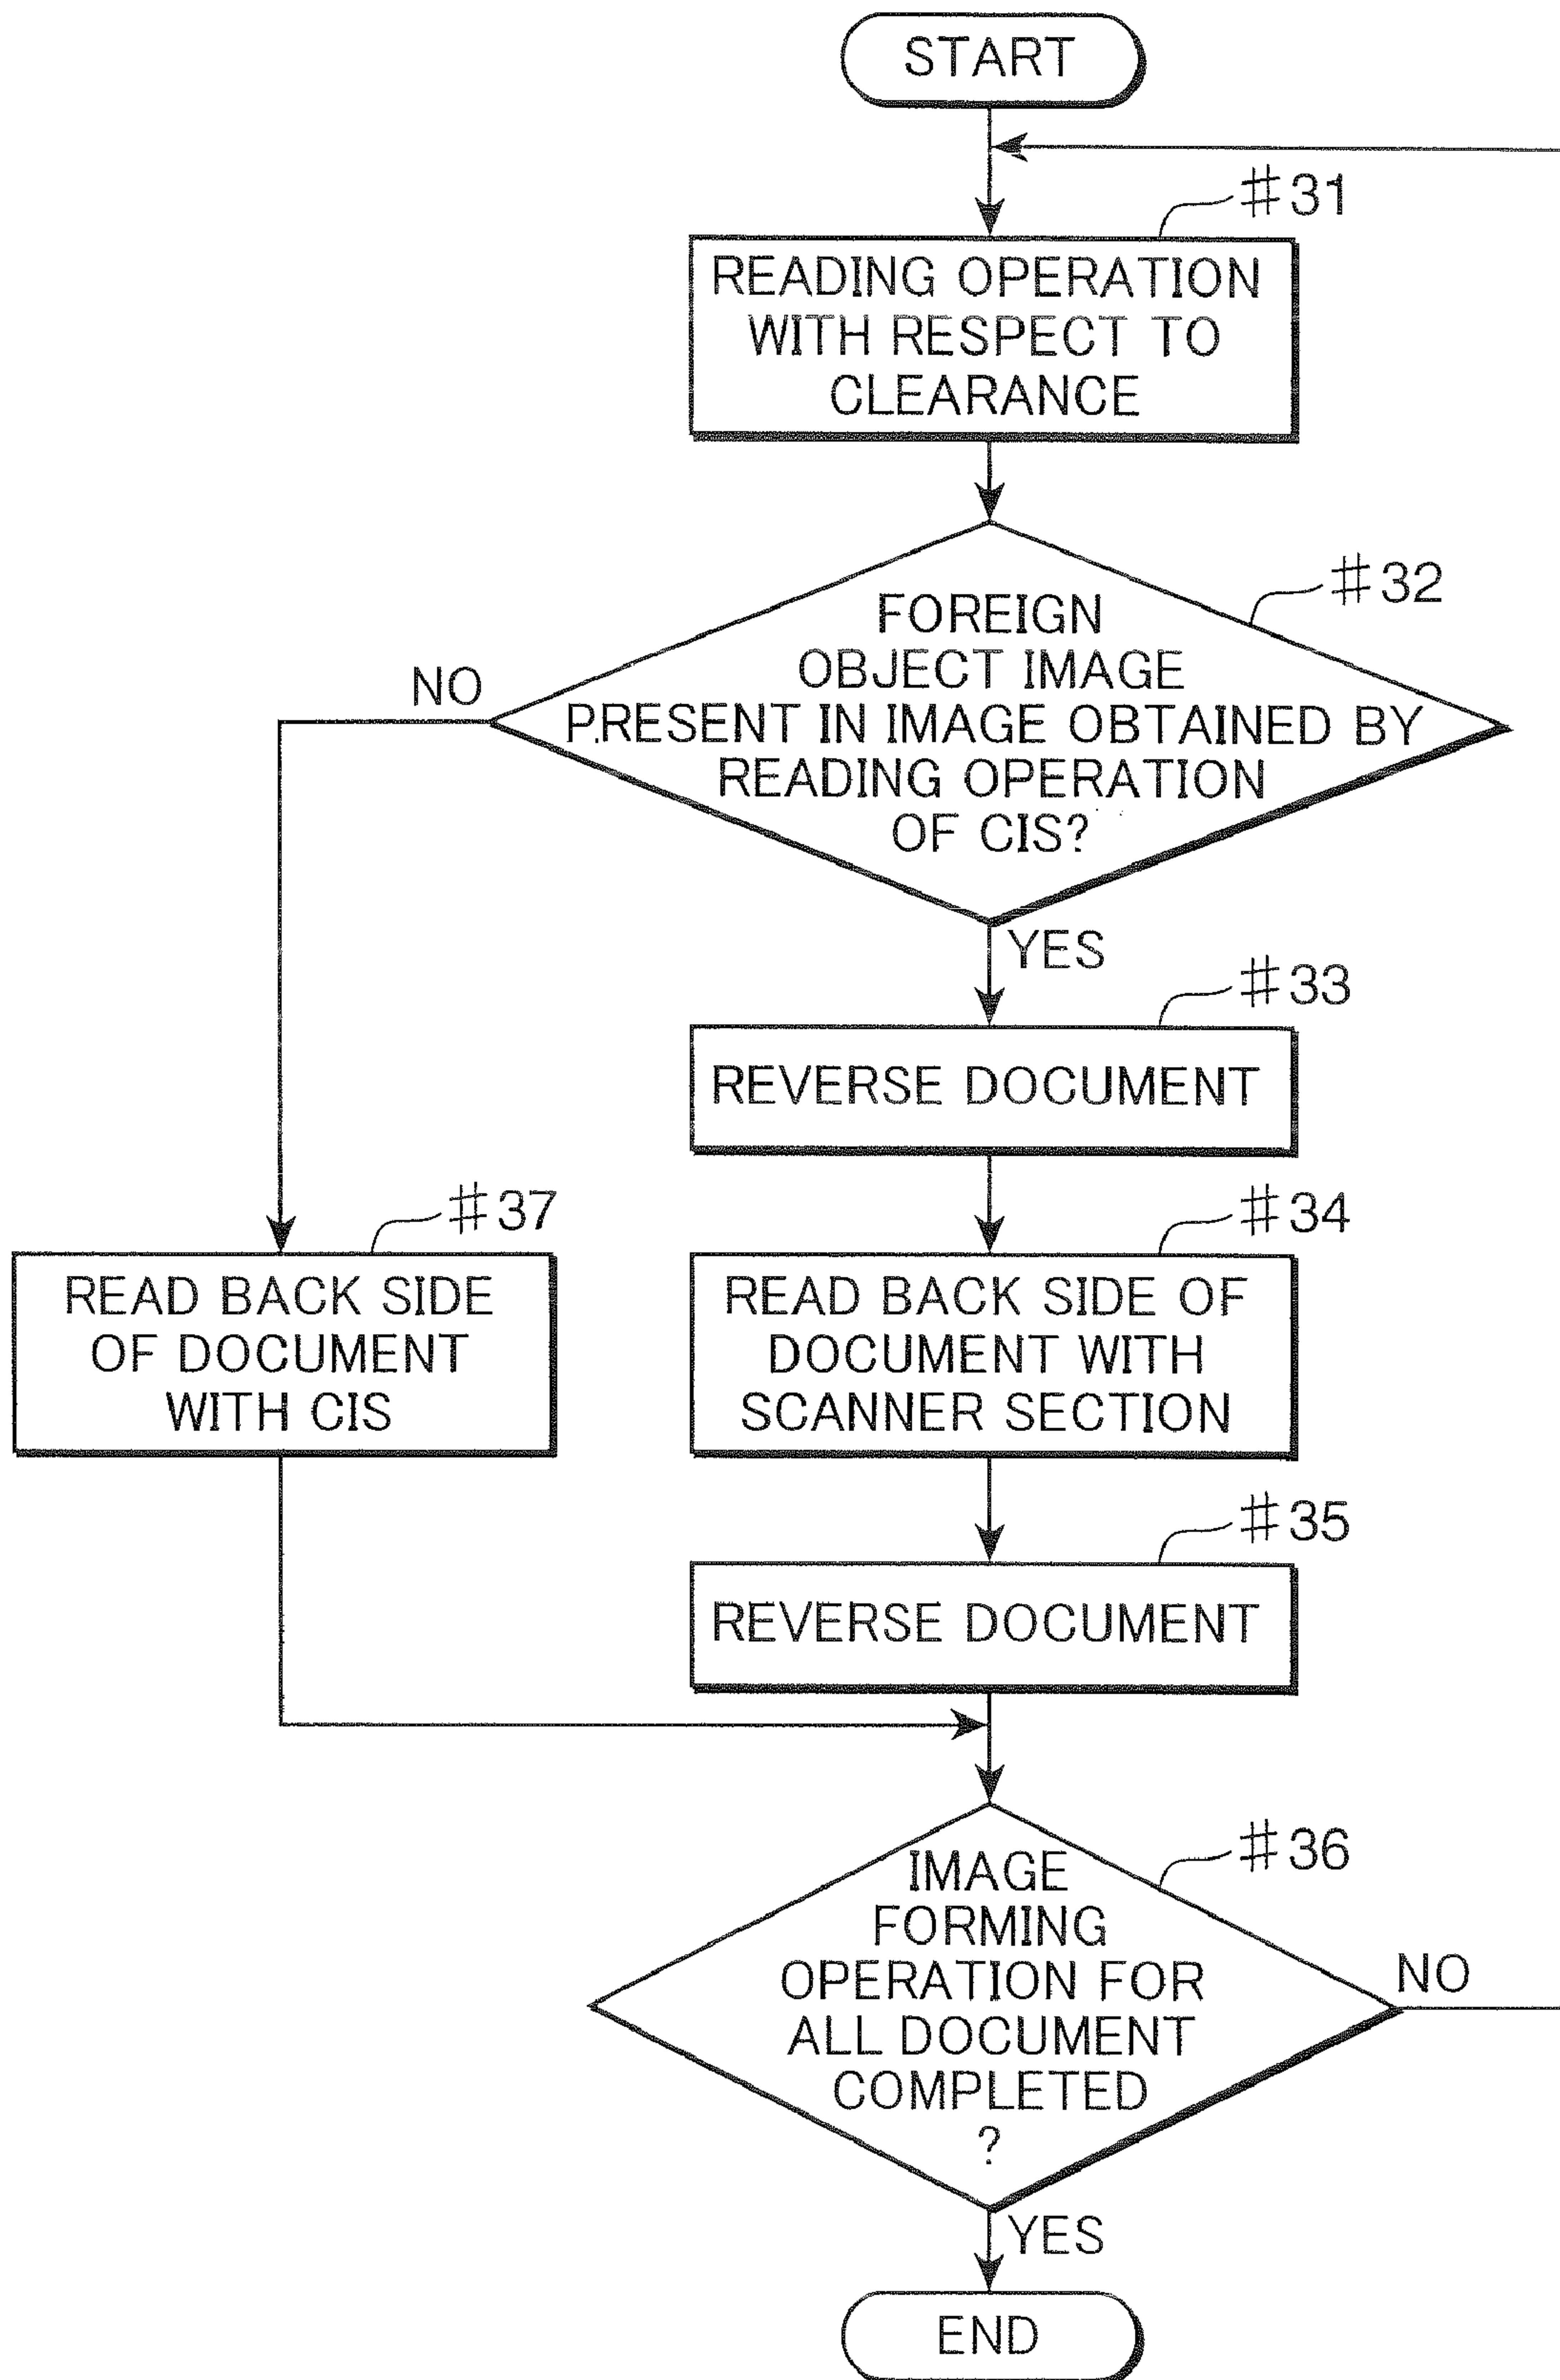 START
#31
READING OPERATION
WITH RESPECT TO
CLEARANCE
#32
FOREIGN
OBJECT IMAGE
PRESENT IN IMAGE OBTAINED BY
READING OPERATION
OF CIS?
NO
YES
#33
REVERSE DOCUMENT
#37
READ BACK SIDE
OF DOCUMENT
WITH CIS
#34
READ BACK SIDE OF
DOCUMENT WITH
SCANNER SECTION
#35
REVERSE DOCUMENT
#36
IMAGE
FORMING
OPERATION FOR
ALL DOCUMENT
COMPLETED
?
NO
YES
END